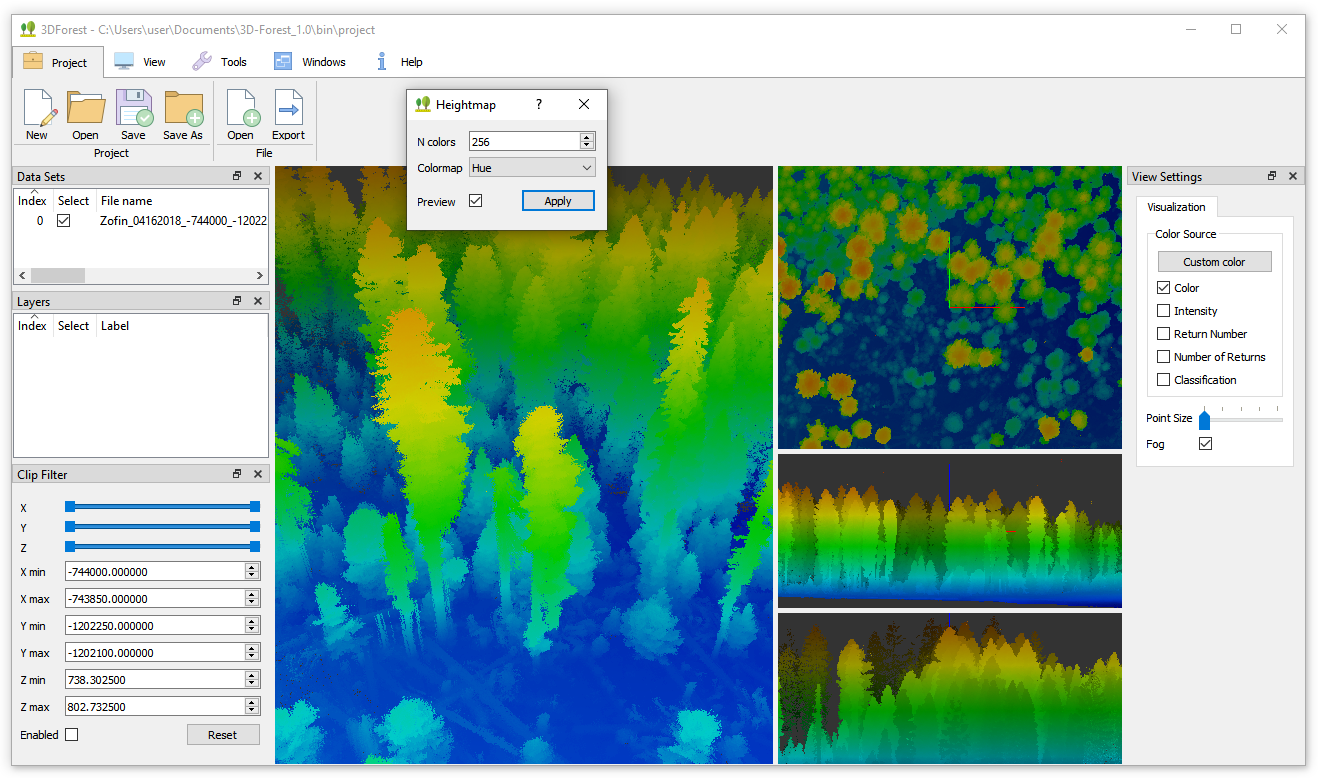 3DForest - C:\Users\user\Documents\3D-Forest_1.0\bin\project
Project View Tools Windows Help
New Open Save Save As Open Export
Project File
Heightmap ?
N colors 256
Colormap Hue
Preview Apply
Data Sets
Index Select File name
0 Zofin_04162018_-744000_-12022
Layers
Index Select Label
Clip Filter
X
Y
Z
X min -744000.000000
X max -743850.000000
Y min -1202250.000000
Y max -1202100.000000
Z min 738.302500
Z max 802.732500
Enabled Reset
View Settings
Visualization
Color Source
Custom color
Color
Intensity
Return Number
Number of Returns
Classification
Point Size
Fog